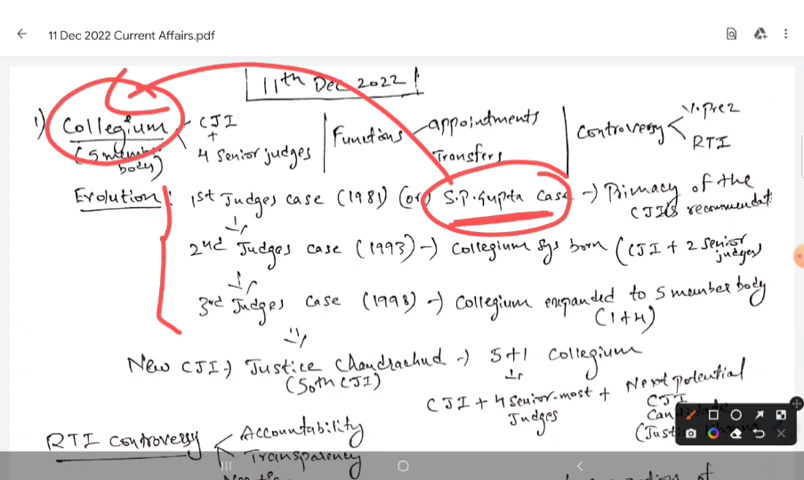 11 Dec 2022 Current Affairs.pdf
11th Dec 2022
1) Collegium
(5 member body)
CJI
+
4 Senior judges
Functions
appointments
Transfers
Controversy
V.prez
RTI
Evolution :
1st Judges case (1981) (or) S.P. Gupta Case → Primacy of the CJI's recommendat
2nd Judges case (1993) → Collegium sys born (CJI + 2 senior judges)
3rd Judges case (1998) → Collegium expanded to 5 member body (1+4)
New CJI → Justice Chandrachud → 5+1 Collegium
(50th CJI)
CJI + 4 Senior-most Judges + Next potential CJI
RTI controversy
Accountability
Transparency
of